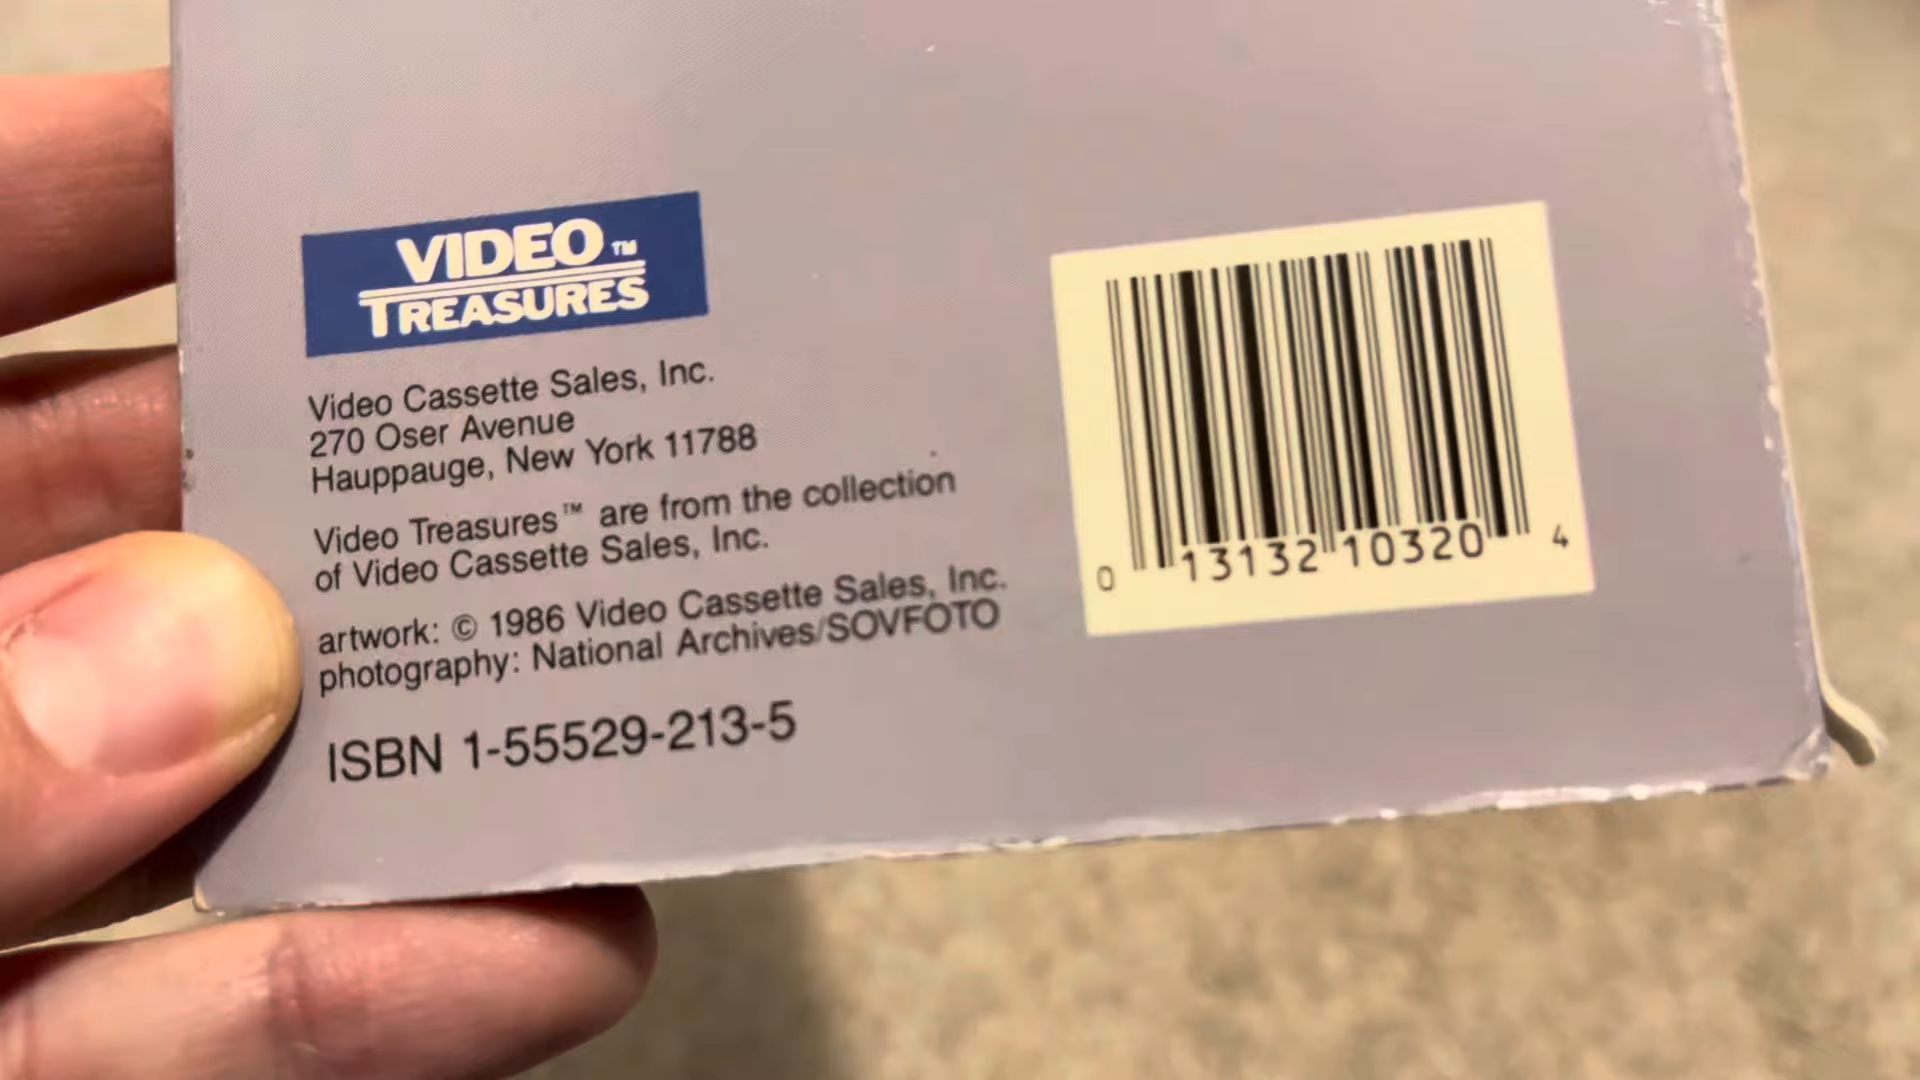 VIDEO™
TREASURES
Video Cassette Sales, Inc.
270 Oser Avenue
Hauppauge, New York 11788
Video Treasures™ are from the collection
of Video Cassette Sales, Inc.
artwork: © 1986 Video Cassette Sales, Inc.
photography: National Archives/SOVFOTO
ISBN 1-55529-213-5
0 13132 10320 4